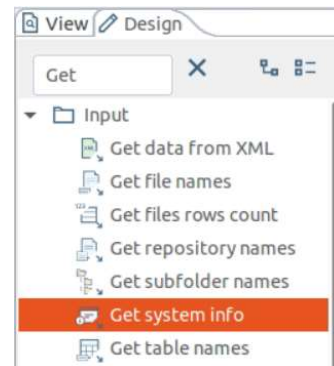 View Design
Get
Input
Get data from XML
Get file names
Get files rows count
Get repository names
Get subfolder names
Get system info
Get table names